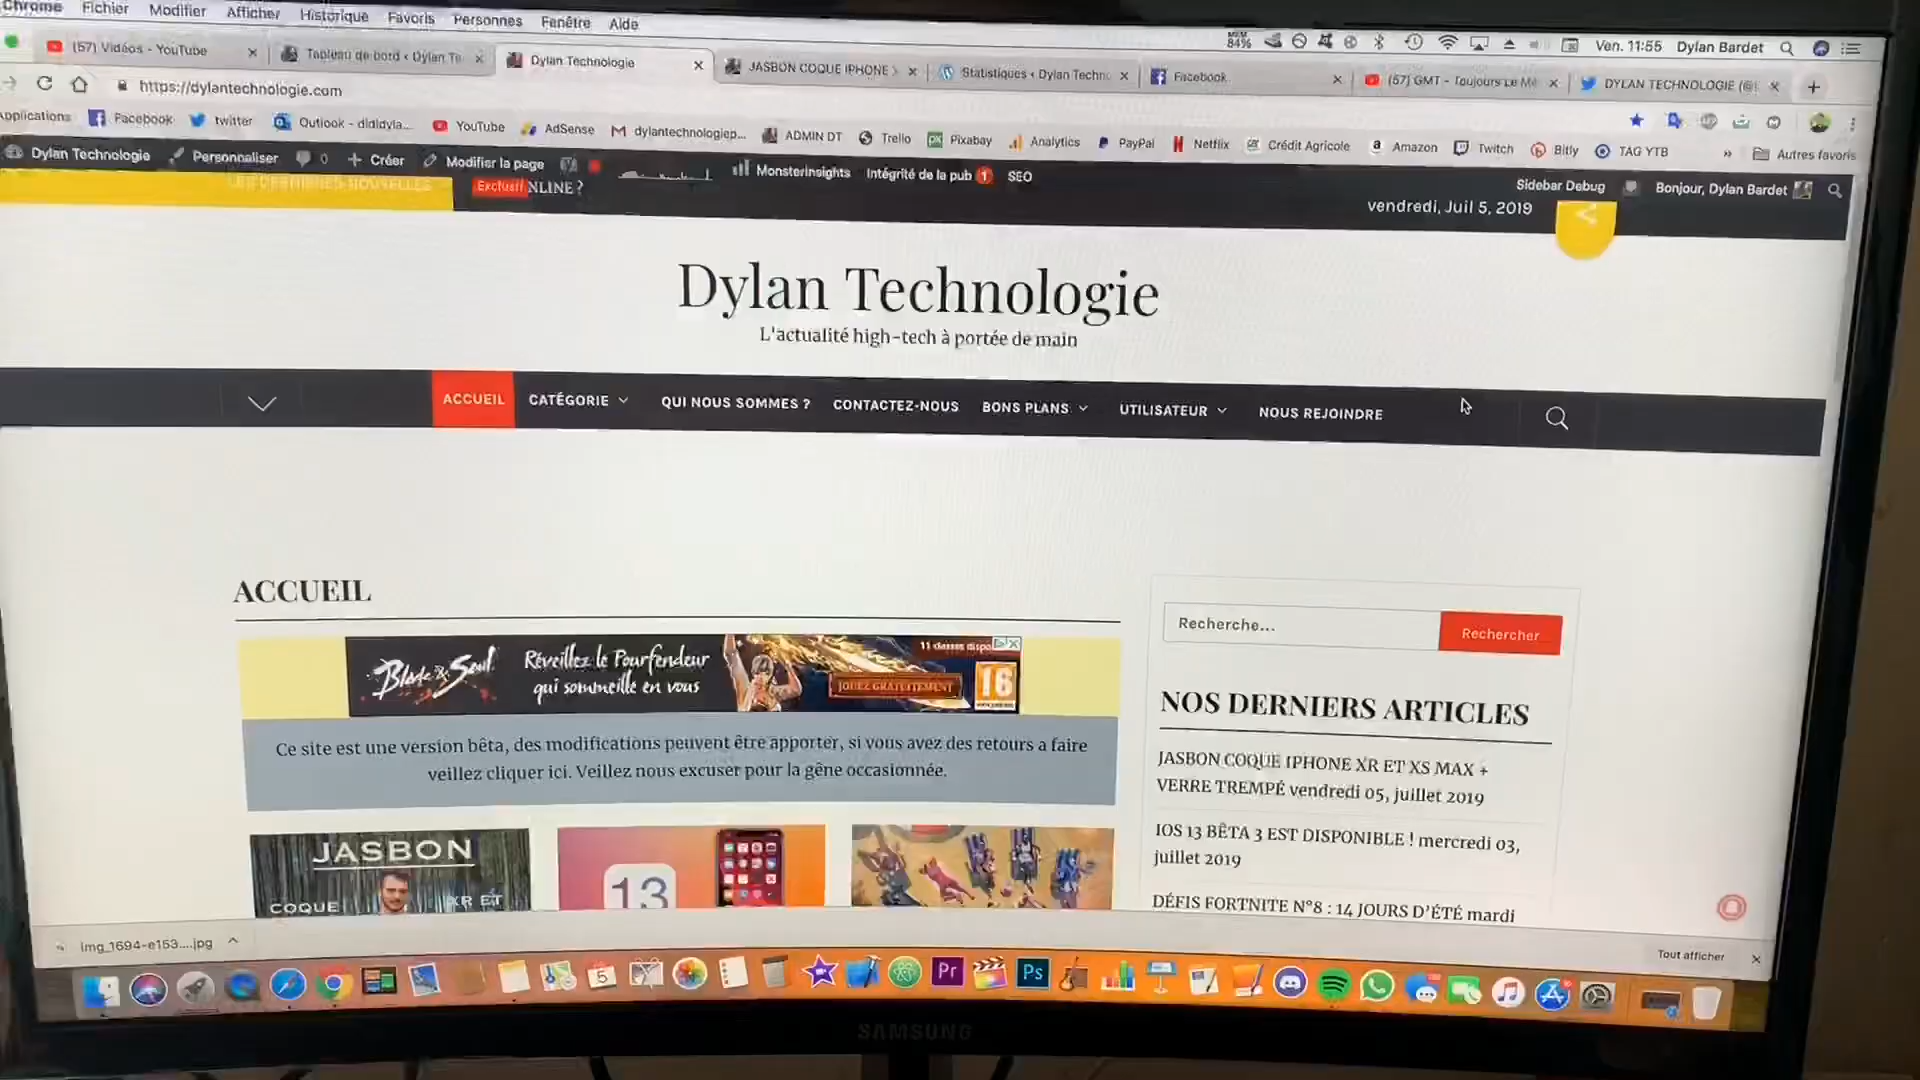 Chrome Fichier Modifier Afficher Historique Favoris Personnes Fenêtre Aide
84% Ven. 11:55 Dylan Bardet
(57) Vidéos - YouTube
Tableau de bord ‹ Dylan Te
Dylan Technologie
JASBON COQUE IPHONE X
Statistiques ‹ Dylan Techno
Facebook
(57) GMT - Toujours Le Mê
DYLAN TECHNOLOGIE (@
https://dylantechnologie.com
Applications Facebook twitter Outlook - dididyla... YouTube AdSense dylantechnologiep... ADMIN DT Trello Pixabay Analytics PayPal Netflix Crédit Agricole Amazon Twitch Bitly TAG YTB » Autres favoris
Dylan Technologie Personnaliser 0 Créer Modifier la page MonsterInsights Intégrité de la pub 1 SEO Sidebar Debug Bonjour, Dylan Bardet
LES DERNIÈRES NOUVELLES Exclusif NLINE ? vendredi, Juil 5, 2019
Dylan Technologie
L'actualité high-tech à portée de main
ACCUEIL CATÉGORIE QUI NOUS SOMMES ? CONTACTEZ-NOUS BONS PLANS UTILISATEUR NOUS REJOINDRE
ACCUEIL
Blade & Soul
Réveillez le Pourfendeur
qui sommeille en vous
11 classes dispo
JOUEZ GRATUITEMENT
16
Ce site est une version bêta, des modifications peuvent être apporter, si vous avez des retours a faire
veillez cliquer ici. Veillez nous excuser pour la gêne occasionnée.
JASBON
COQUE XR ET
13
Recherche... Rechercher
NOS DERNIERS ARTICLES
JASBON COQUE IPHONE XR ET XS MAX +
VERRE TREMPÉ vendredi 05, juillet 2019
IOS 13 BÊTA 3 EST DISPONIBLE ! mercredi 03,
juillet 2019
DÉFIS FORTNITE N°8 : 14 JOURS D'ÉTÉ mardi
img_1694-e153....jpg
Tout afficher
5
Pr
Ps
SAMSUNG